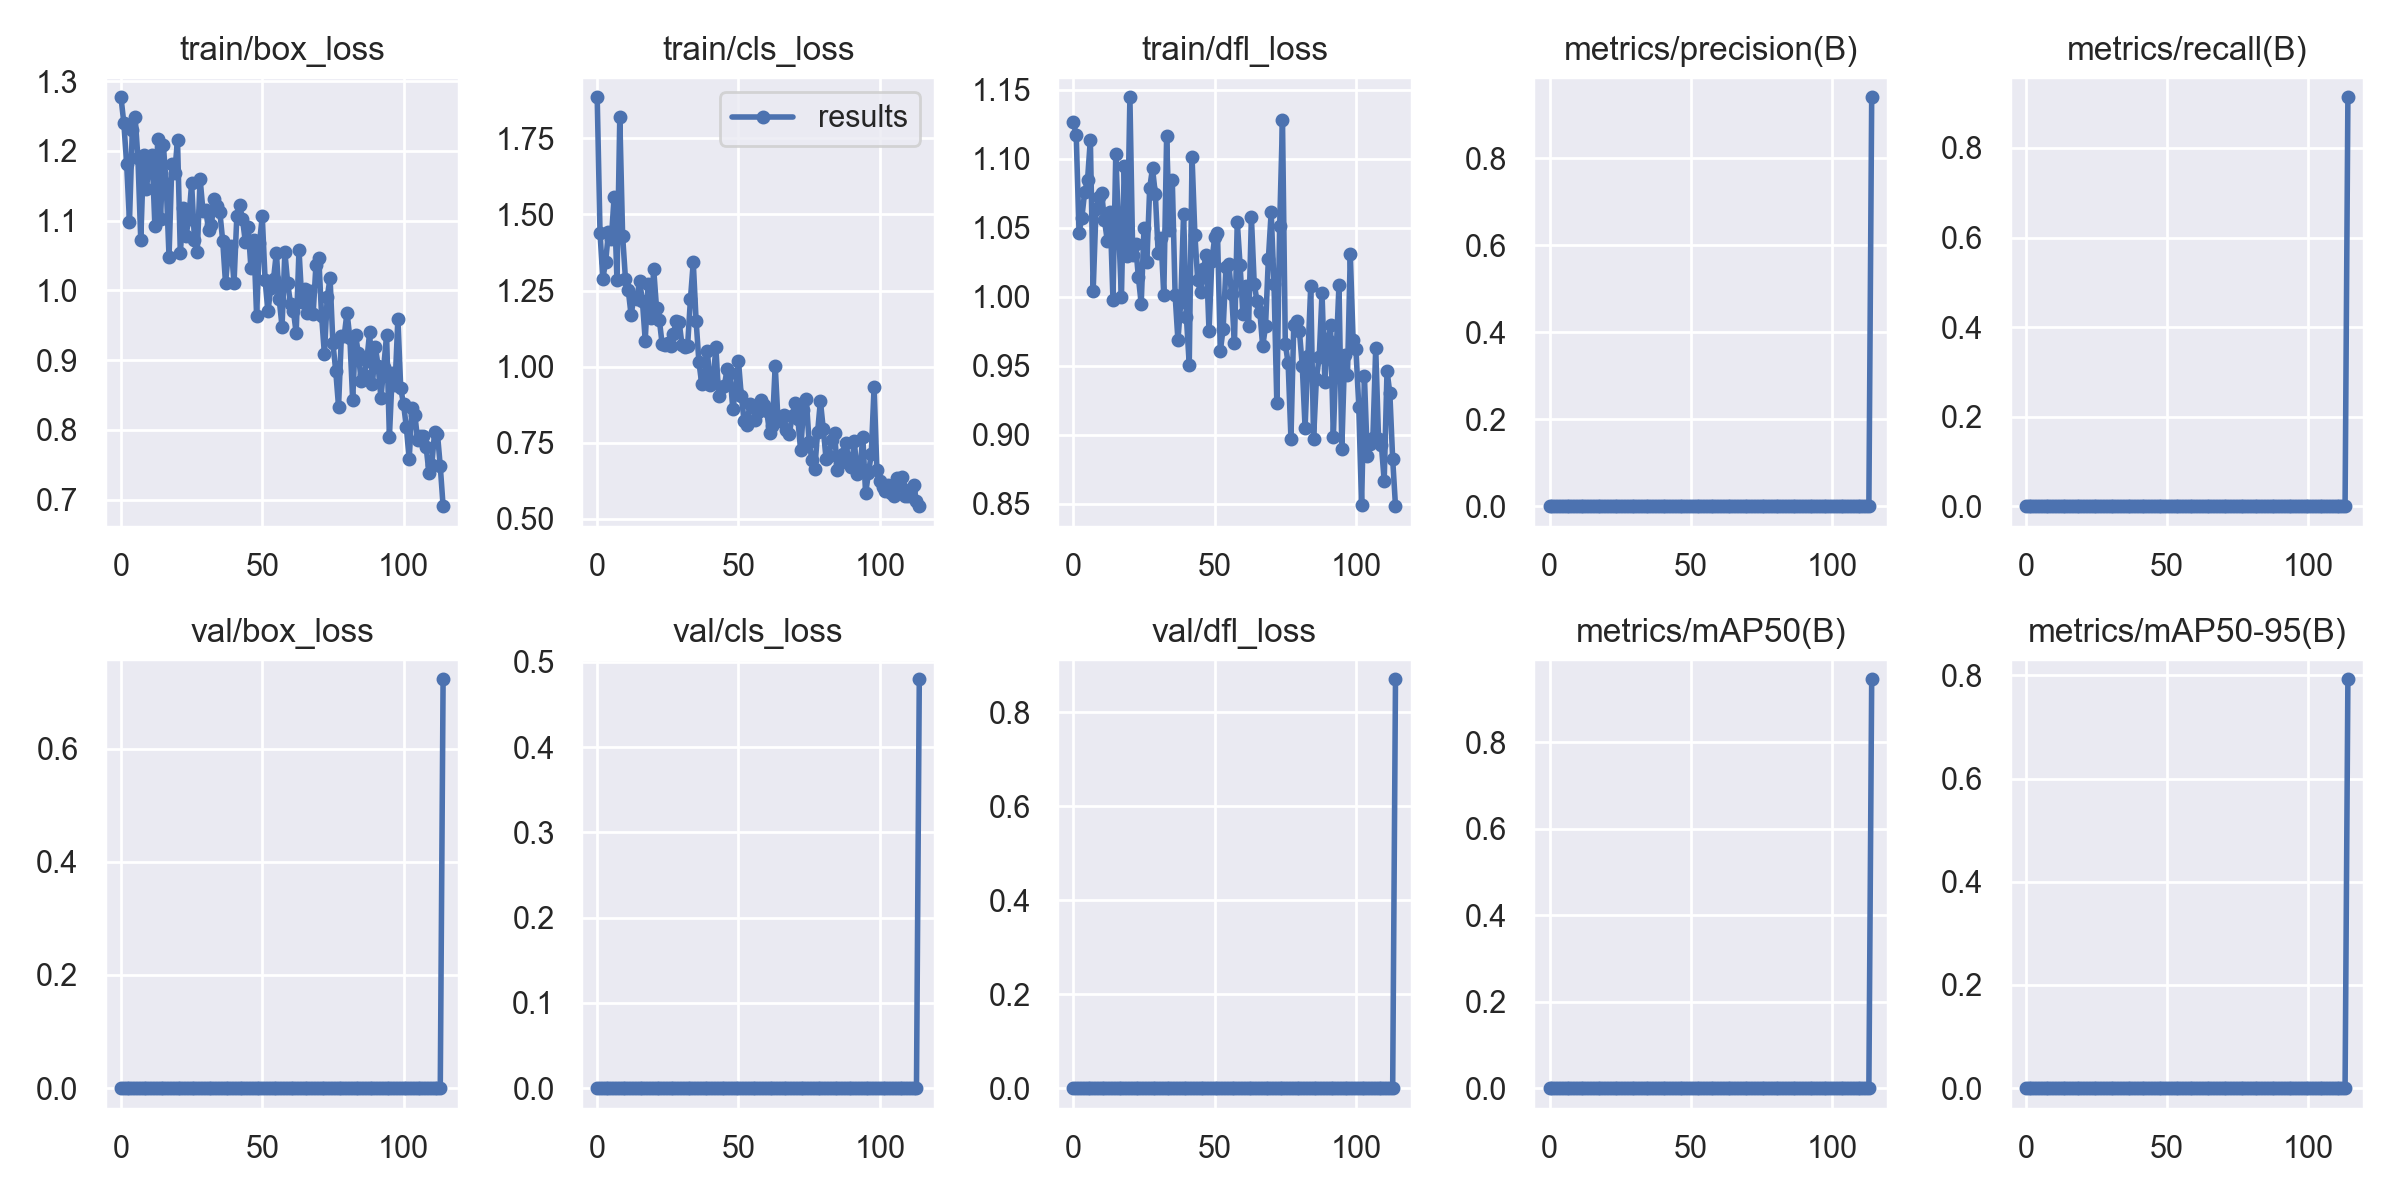 train/box_loss
1.3
1.2
1.1
1.0
0.9
0.8
0.7
0 50 100
train/cls_loss
results
1.75
1.50
1.25
1.00
0.75
0.50
0 50 100
train/dfl_loss
1.15
1.10
1.05
1.00
0.95
0.90
0.85
0 50 100
metrics/precision(B)
0.8
0.6
0.4
0.2
0.0
0 50 100
metrics/recall(B)
0.8
0.6
0.4
0.2
0.0
0 50 100
val/box_loss
0.6
0.4
0.2
0.0
0 50 100
val/cls_loss
0.5
0.4
0.3
0.2
0.1
0.0
0 50 100
val/dfl_loss
0.8
0.6
0.4
0.2
0.0
0 50 100
metrics/mAP50(B)
0.8
0.6
0.4
0.2
0.0
0 50 100
metrics/mAP50-95(B)
0.8
0.6
0.4
0.2
0.0
0 50 100